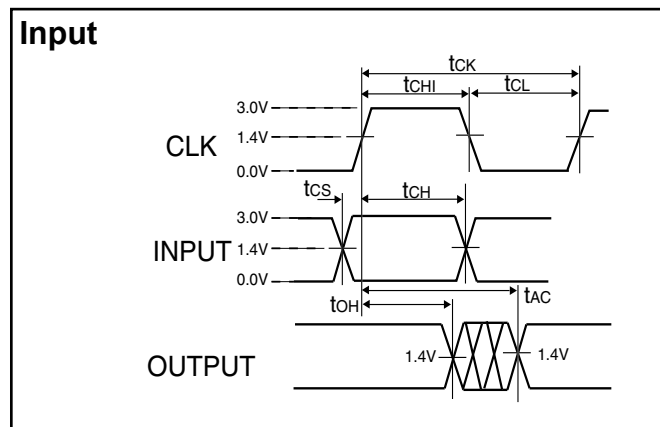 Input
tCK
tCHI
tCL
3.0V
CLK
1.4V
0.0V
tCS
tCH
3.0V
INPUT
1.4V
0.0V
tAC
tOH
1.4V
1.4V
OUTPUT